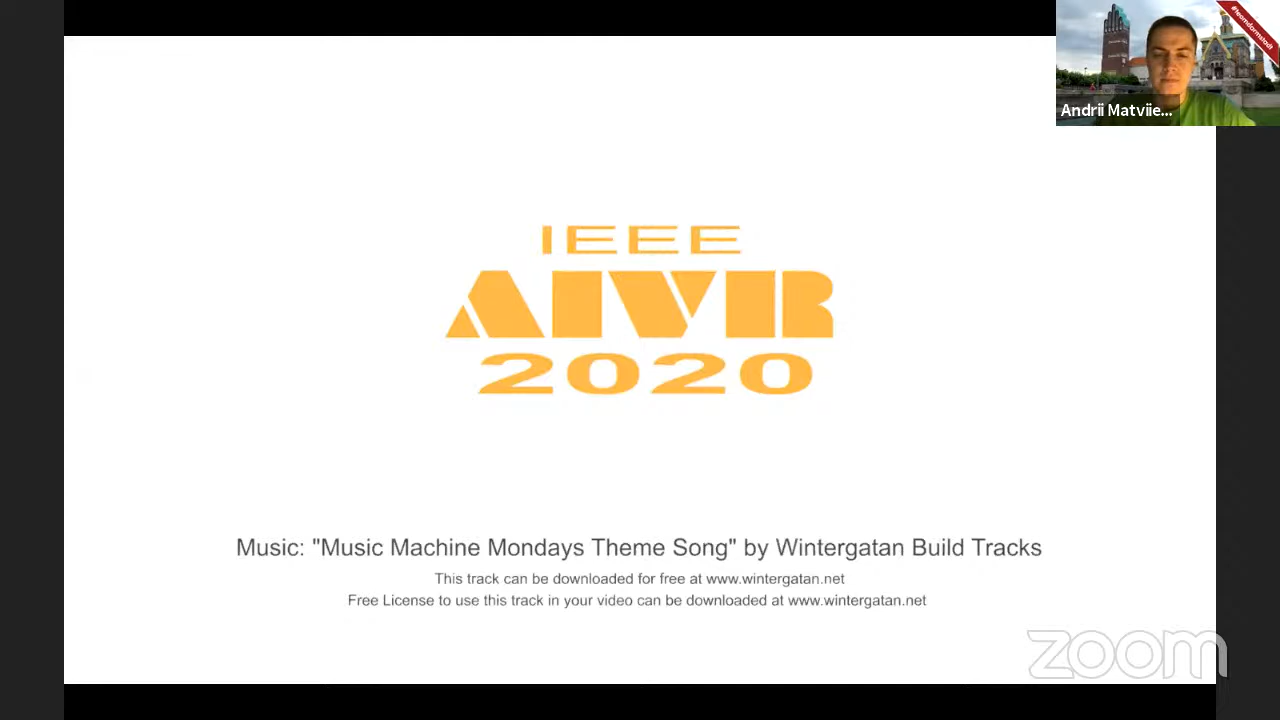 #teamdarmstadt
Andrii Matviie...
IEEE
AIVR
2020
Music: "Music Machine Mondays Theme Song" by Wintergatan Build Tracks
This track can be downloaded for free at www.wintergatan.net
Free License to use this track in your video can be downloaded at www.wintergatan.net
zoom